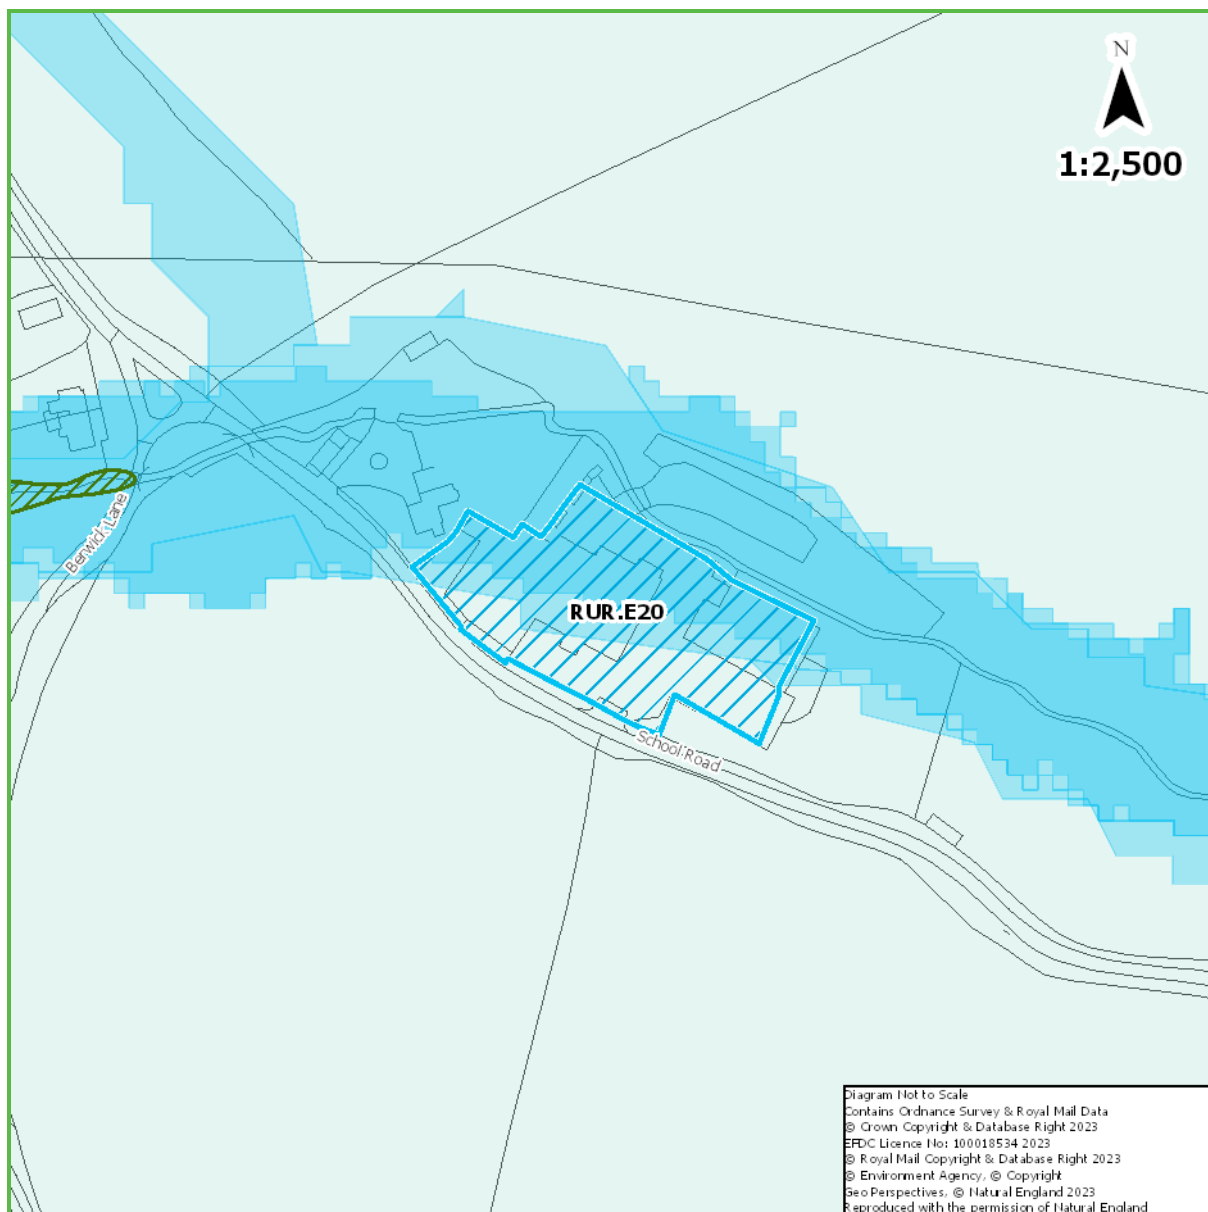 N
1:2,500
Berwick Lane
RUR.E20
School Road
Diagram Not to Scale
Contains Ordnance Survey & Royal Mail Data
© Crown Copyright & Database Right 2023
EFDC Licence No: 100018534 2023
© Royal Mail Copyright & Database Right 2023
© Environment Agency, © Copyright
Geo Perspectives, © Natural England 2023
Reproduced with the permission of Natural England